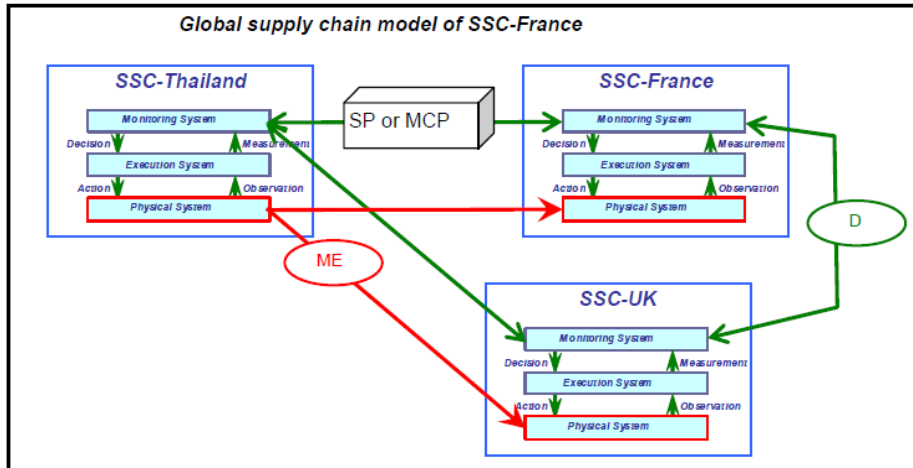 Global supply chain model of SSC-France
SSC-Thailand
Monitoring System
Decision Measurement
Execution System
Action Observation
Physical System
SP or MCP
SSC-France
Monitoring System
Decision Measurement
Execution System
Action Observation
Physical System
D
ME
SSC-UK
Monitoring System
Decision Measurement
Execution System
Action Observation
Physical System